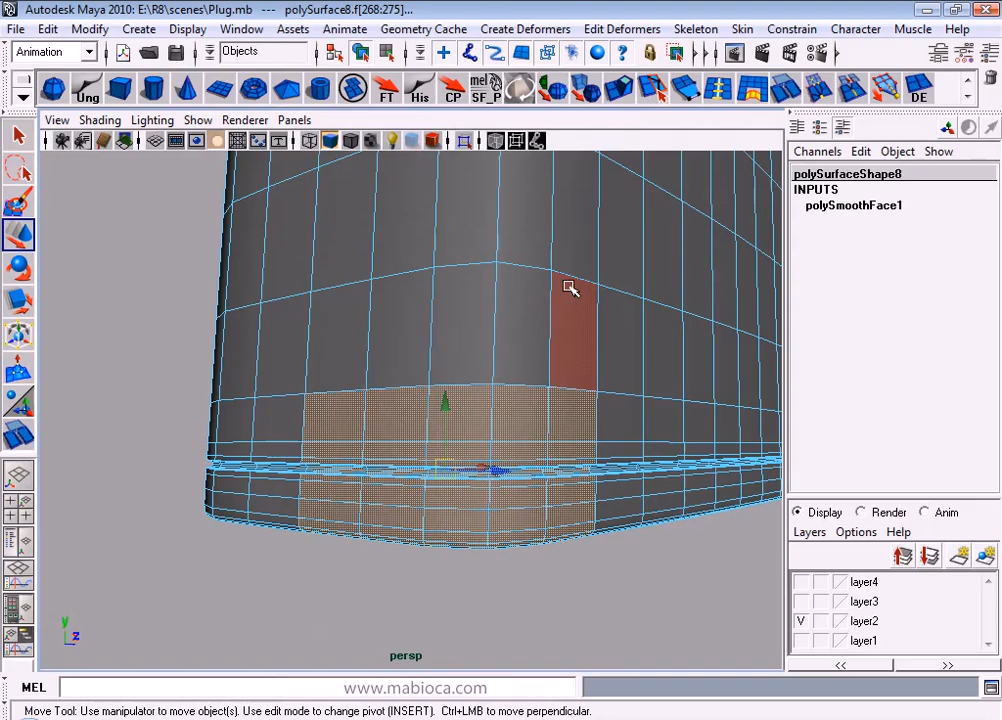 Autodesk Maya 2010: E:\R8\scenes\Plug.mb --- polySurface8.f[268:275]...
File Edit Modify Create Display Window Assets Animate Geometry Cache Create Deformers Edit Deformers Skeleton Skin Constrain Character Muscle Help
Animation Objects
Ung FT His CP mel SF_P DE
View Shading Lighting Show Renderer Panels
Channels Edit Object Show
polySurfaceShape8
INPUTS
polySmoothFace1
Display Render Anim
Layers Options Help
layer4
layer3
V layer2
layer1
<< >>
y
z
persp
MEL
www.mabioca.com
Move Tool: Use manipulator to move object(s). Use edit mode to change pivot (INSERT). Ctrl+LMB to move perpendicular.